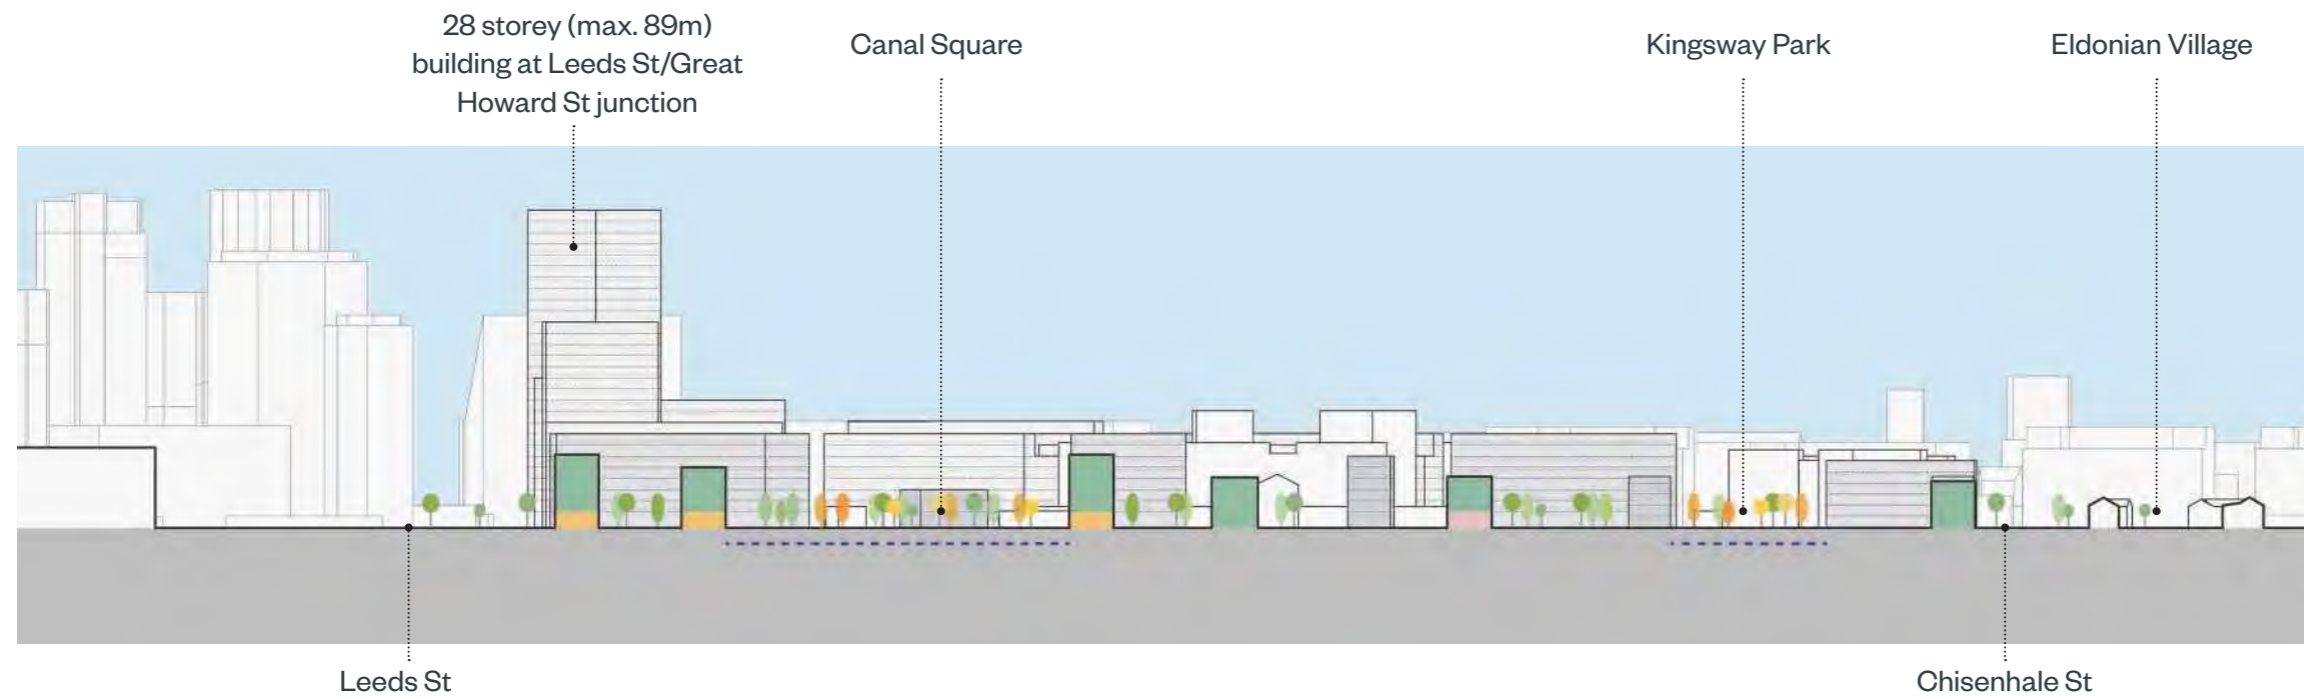 28 storey (max. 89m)
building at Leeds St/Great
Howard St junction
Canal Square
Kingsway Park
Eldonian Village
Leeds St
Chisenhale St